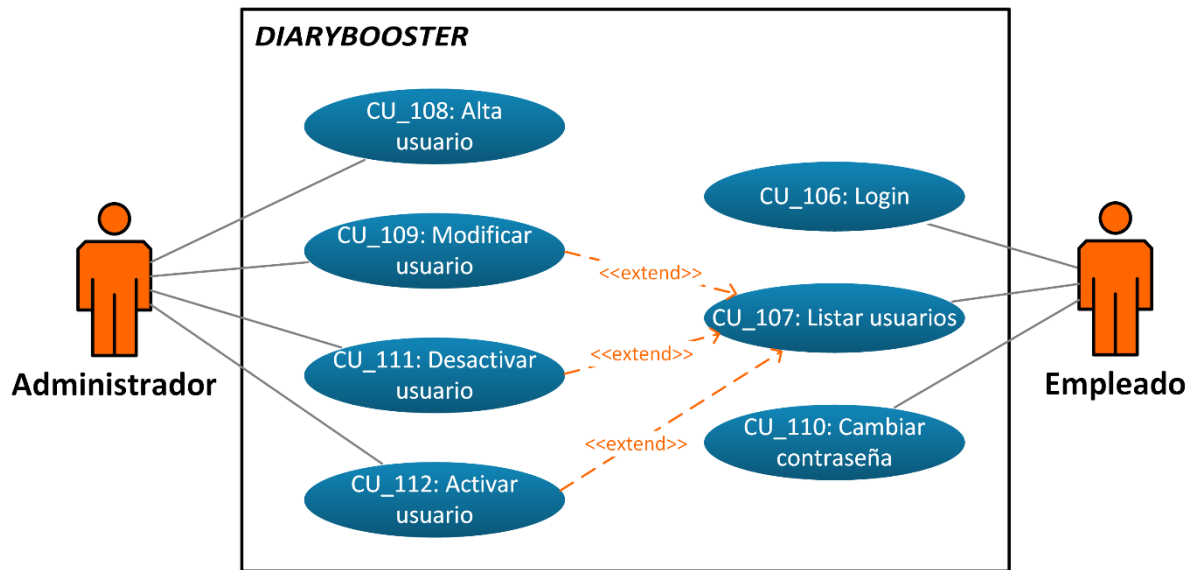 DIARYBOOSTER
CU_108: Alta
usuario
CU_109: Modificar
usuario
CU_111: Desactivar
usuario
CU_112: Activar
usuario
<<extend>>
<<extend>>
<<extend>>
CU_106: Login
CU_107: Listar usuarios
CU_110: Cambiar
contraseña
Administrador
Empleado